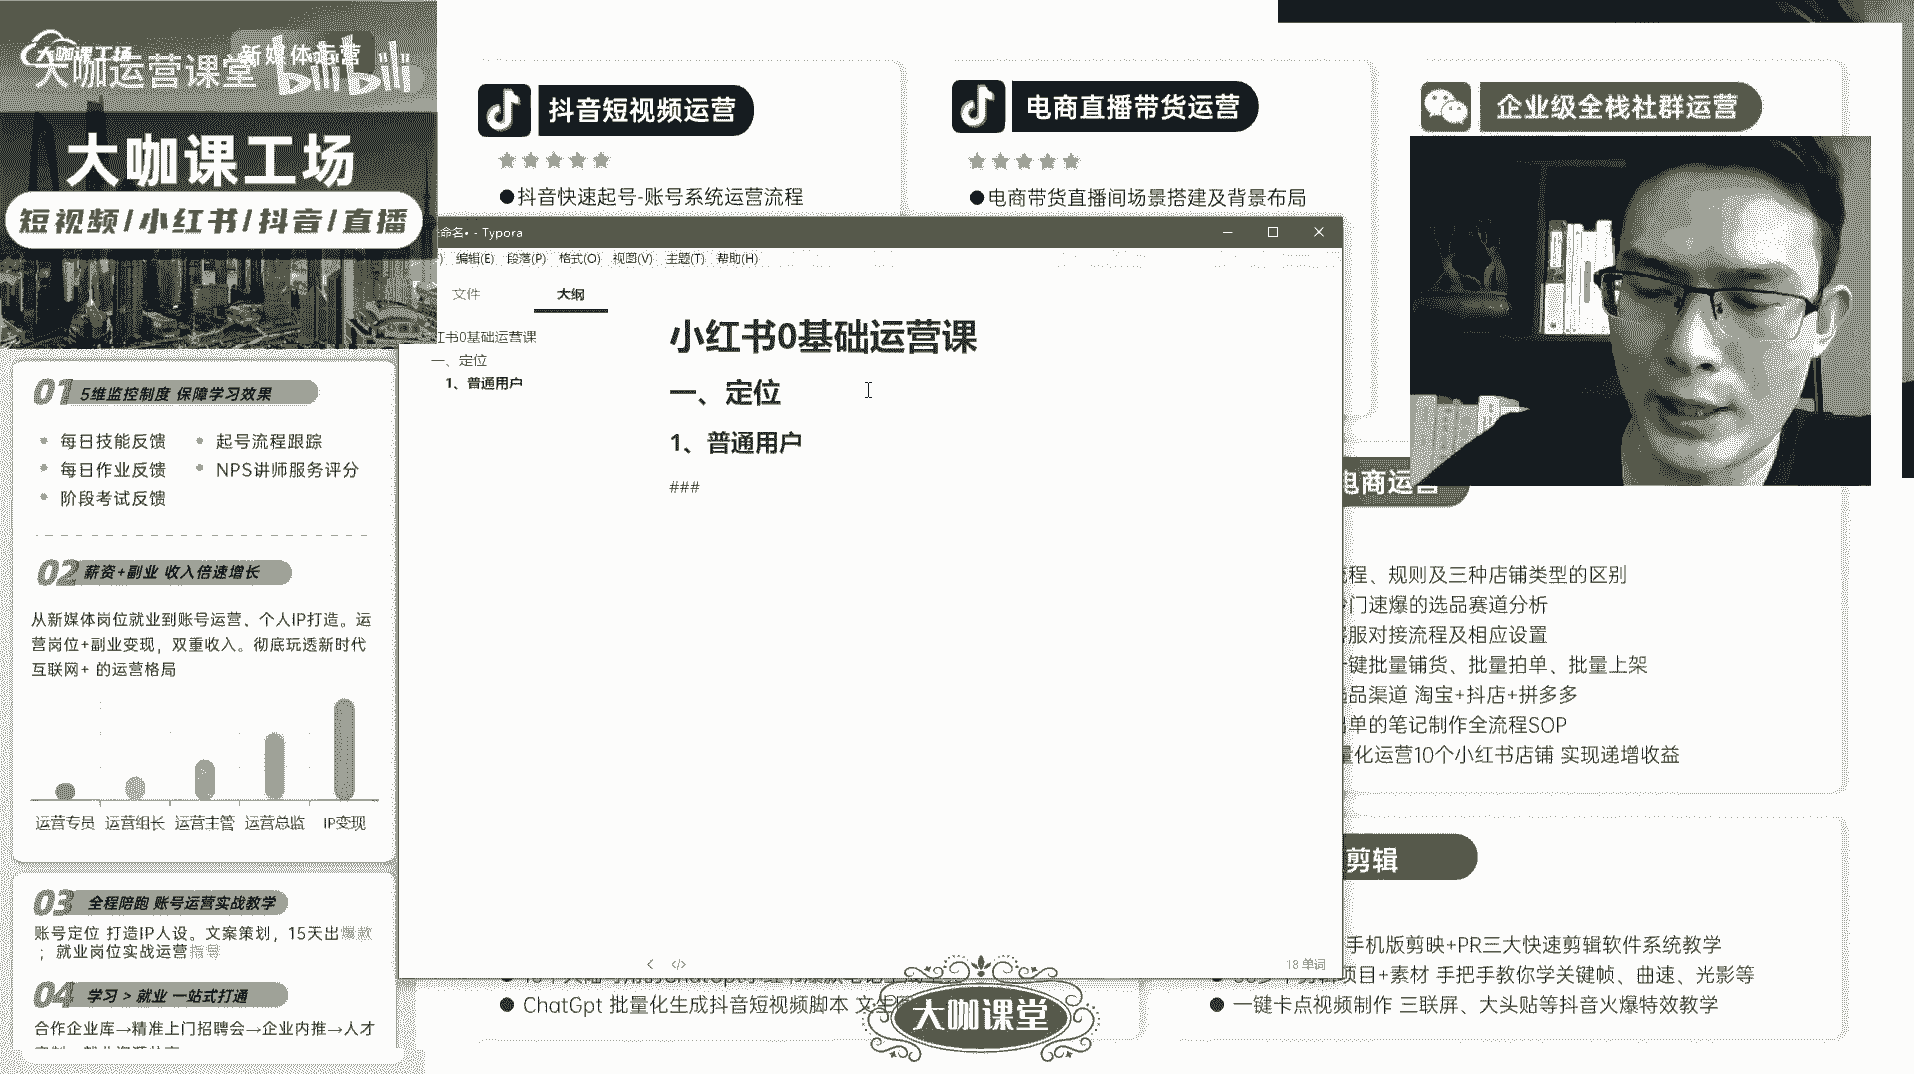 大咖课工场
新媒体运营
大咖运营课堂 bilibili
大咖课工场
短视频/小红书/抖音/直播
01 5维监控制度 保障学习效果
每日技能反馈 起号流程跟踪
每日作业反馈 NPS讲师服务评分
阶段考试反馈
02 薪资+副业 收入倍速增长
从新媒体岗位就业到账号运营、个人IP打造。运
营岗位+副业变现，双重收入。彻底玩透新时代
互联网+ 的运营格局
运营专员 运营组长 运营主管 运营总监 IP变现
03 全程陪跑 账号运营实战教学
账号定位 打造IP人设。文案策划，15天出爆款
；就业岗位实战运营指导
04 学习 > 就业 一站式打通
合作企业库→精准上门招聘会→企业内推→人才
抖音短视频运营
●抖音快速起号-账号系统运营流程
电商直播带货运营
●电商带货直播间场景搭建及背景布局
企业级全栈社群运营
命名• - Typora
编辑(E) 段落(P) 格式(O) 视图(V) 主题(T) 帮助(H)
文件 大纲
红书0基础运营课
一、定位
1、普通用户
小红书0基础运营课
一、定位
1、普通用户
###
18 单词
电商运营
流程、规则及三种店铺类型的区别
门速爆的选品赛道分析
客服对接流程及相应设置
一键批量铺货、批量拍单、批量上架
选品渠道 淘宝+抖店+拼多多
出单的笔记制作全流程SOP
量化运营10个小红书店铺 实现递增收益
剪辑
手机版剪映+PR三大快速剪辑软件系统教学
项目+素材 手把手教你学关键帧、曲速、光影等
● 一键卡点视频制作 三联屏、大头贴等抖音火爆特效教学
● ChatGpt 批量化生成抖音短视频脚本
大咖课堂